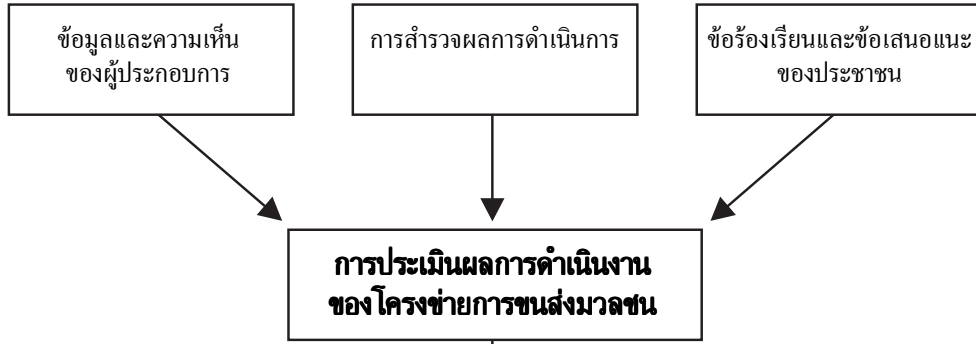 ข้อมูลและความเห็น
ของผู้ประกอบการ
การสำรวจผลการดำเนินการ
ข้อร้องเรียนและข้อเสนอแนะ
ของประชาชน
การประเมินผลการดำเนินงาน
ของโครงข่ายการขนส่งมวลชน